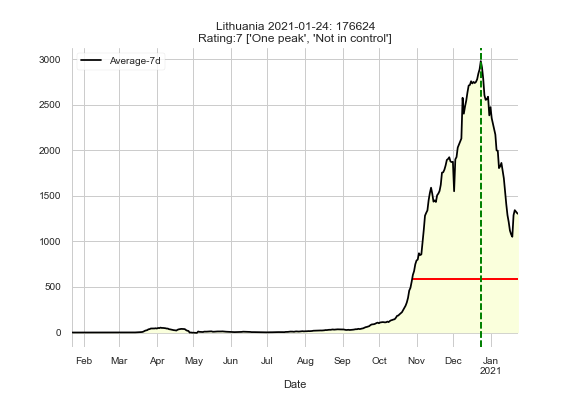 Lithuania 2021-01-24: 176624
Rating:7 ['One peak', 'Not in control']
Average-7d
3000
2500
2000
1500
1000
500
0
Feb Mar Apr May Jun Jul Aug Sep Oct Nov Dec Jan
2021
Date